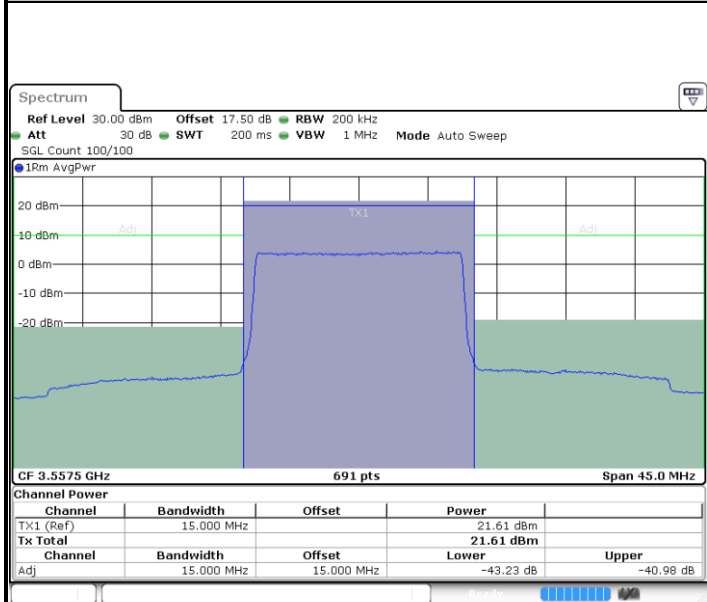 Spectrum
Ref Level 30.00 dBm Offset 17.50 dB RBW 200 kHz
Att 30 dB SWT 200 ms VBW 1 MHz Mode Auto Sweep
SGL Count 100/100
1Rm AvgPwr
20 dBm
TX1
Adj
Adj
10 dBm
0 dBm
-10 dBm
-20 dBm
CF 3.5575 GHz 691 pts Span 45.0 MHz
Channel Power
Channel Bandwidth Offset Power
TX1 (Ref) 15.000 MHz 21.61 dBm
Tx Total 21.61 dBm
Channel Bandwidth Offset Lower Upper
Adj 15.000 MHz 15.000 MHz -43.23 dB -40.98 dB
Ready